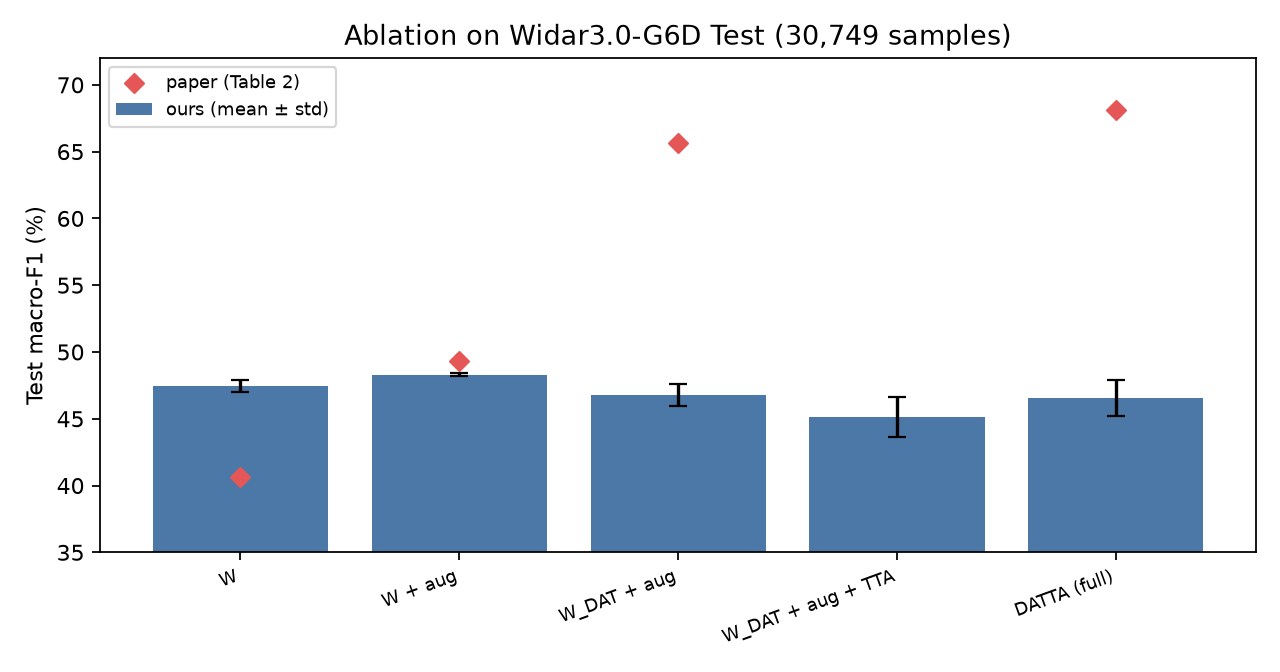 Ablation on Widar3.0-G6D Test (30,749 samples)
paper (Table 2)
ours (mean ± std)
Test macro-F1 (%)
70
65
60
55
50
45
40
35
W
W + aug
W_DAT + aug
W_DAT + aug + TTA
DATTA (full)